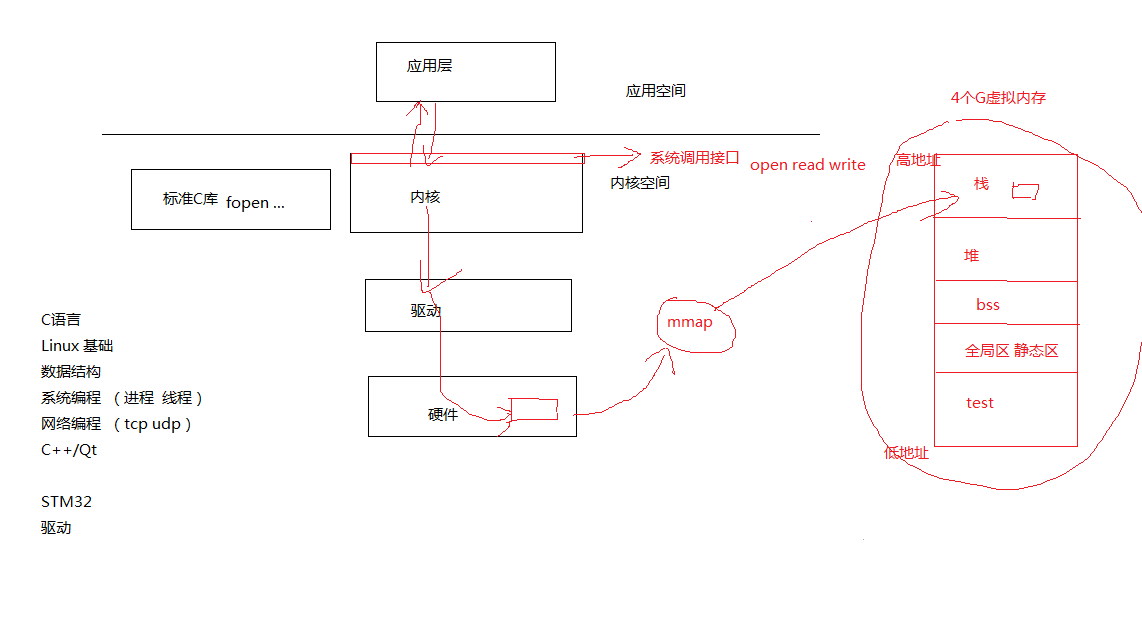 应用层
应用空间
4个G虚拟内存
系统调用接口 open read write
高地址
标准C库 fopen ...
内核
内核空间
栈
堆
驱动
mmap
bss
全局区 静态区
硬件
test
低地址
C语言
Linux 基础
数据结构
系统编程 （进程 线程）
网络编程 （tcp udp）
C++/Qt
STM32
驱动